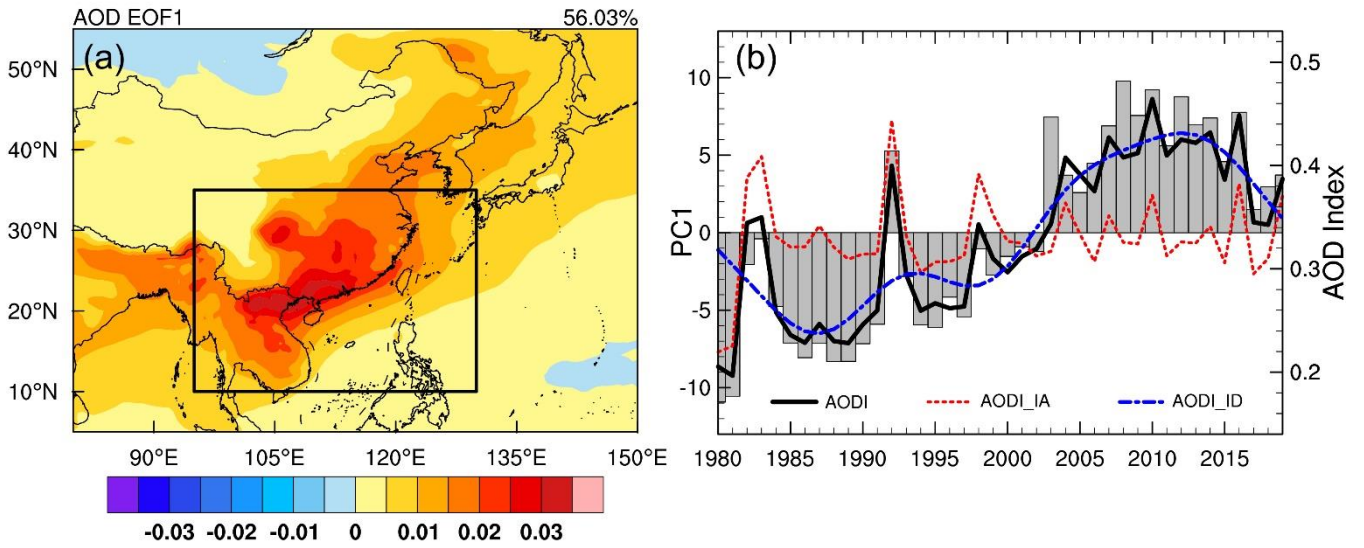 AOD EOF1 56.03%
(a)
50°N
40°N
30°N
20°N
10°N
90°E 105°E 120°E 135°E 150°E
-0.03 -0.02 -0.01 0 0.01 0.02 0.03
(b)
PC1
10
5
0
-5
-10
0.5
0.4
0.3
0.2
AOD Index
AODI AODI_IA AODI_ID
1980 1985 1990 1995 2000 2005 2010 2015